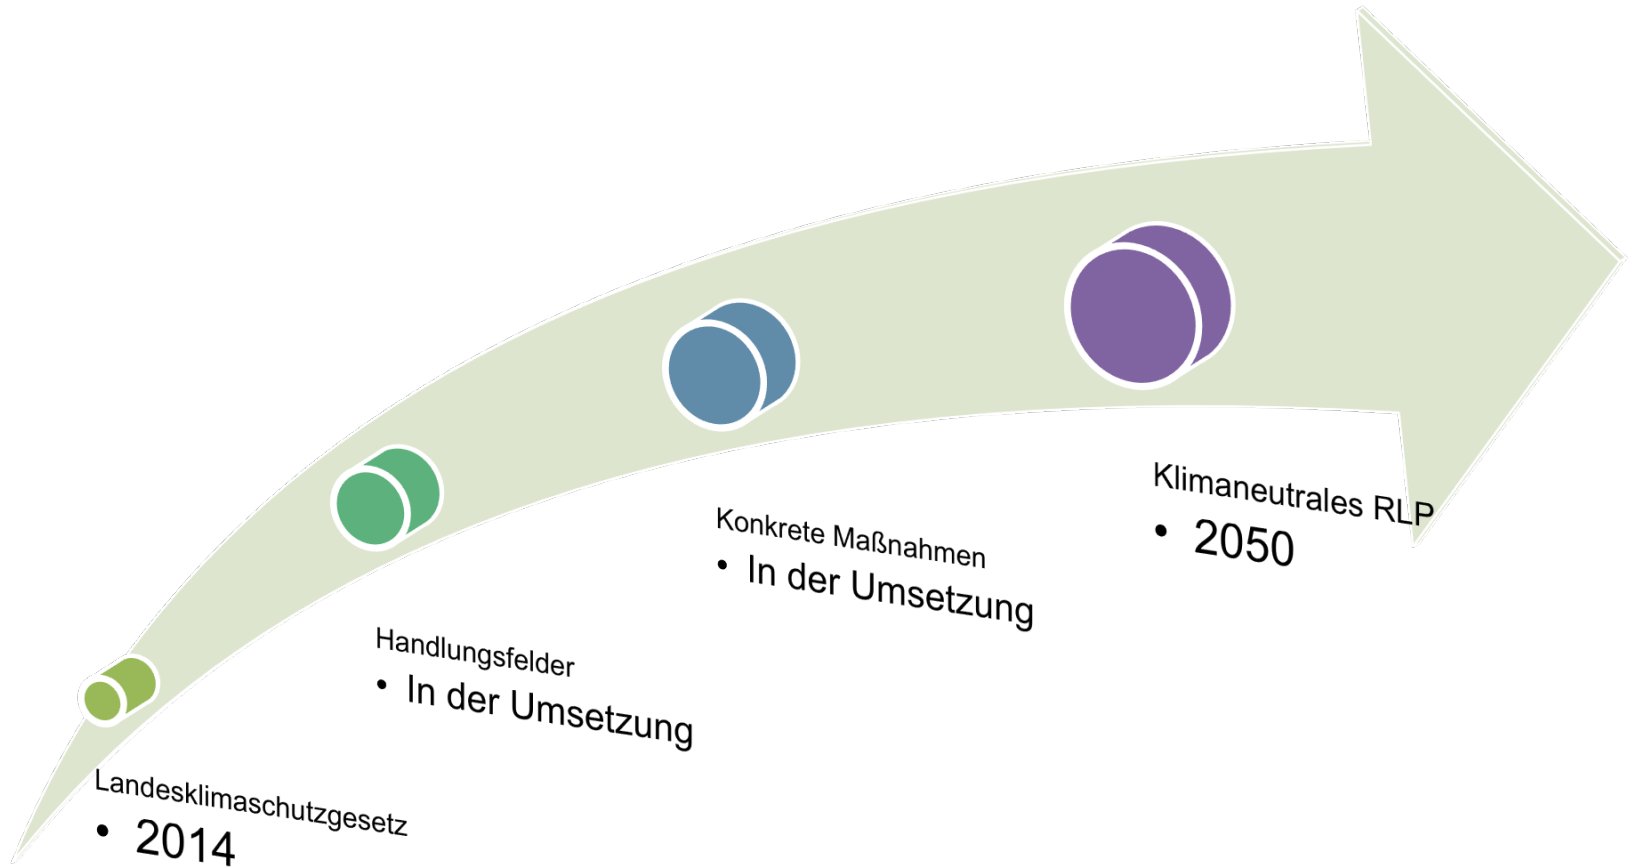 Landesklimaschutzgesetz
• 2014
Handlungsfelder
• In der Umsetzung
Konkrete Maßnahmen
• In der Umsetzung
Klimaneutrales RLP
• 2050